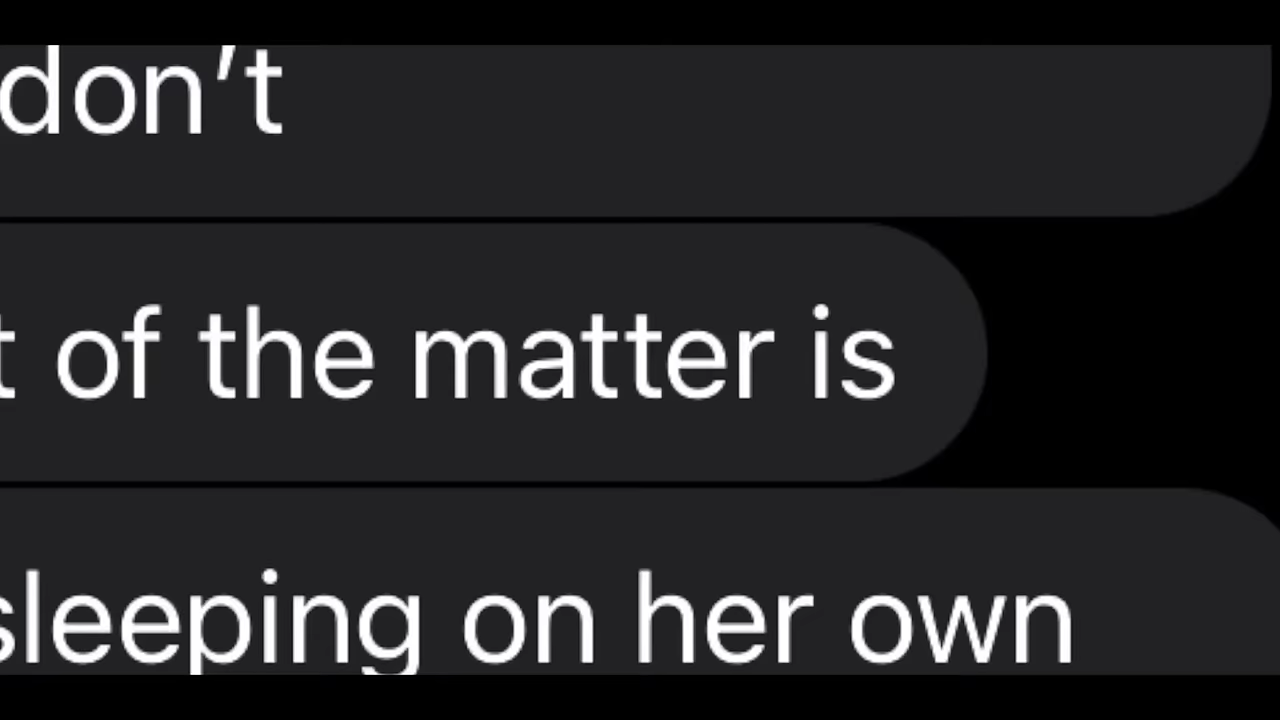 don’t
of the matter is
sleeping on her own